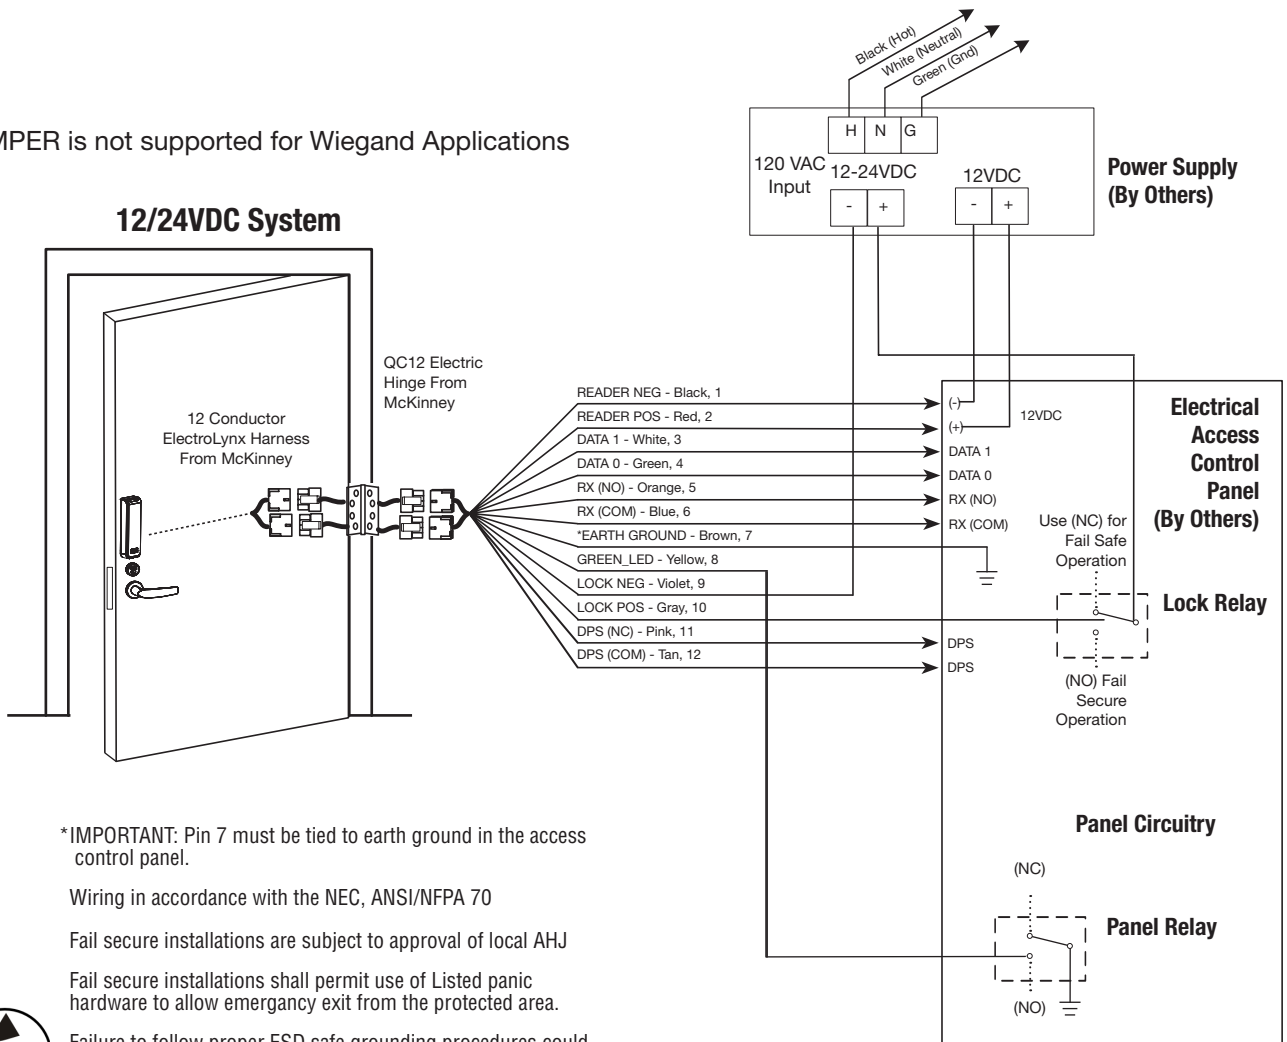 Black (Hot)
White (Neutral)
Green (Gnd)
MPER is not supported for Wiegand Applications
H N G
120 VAC
Input
12-24VDC
12VDC
- +
- +
Power Supply
(By Others)
12/24VDC System
QC12 Electric
Hinge From
McKinney
12 Conductor
ElectroLynx Harness
From McKinney
READER NEG - Black, 1
READER POS - Red, 2
DATA 1 - White, 3
DATA 0 - Green, 4
RX (NO) - Orange, 5
RX (COM) - Blue, 6
*EARTH GROUND - Brown, 7
GREEN_LED - Yellow, 8
LOCK NEG - Violet, 9
LOCK POS - Gray, 10
DPS (NC) - Pink, 11
DPS (COM) - Tan, 12
(-)
(+)
12VDC
DATA 1
DATA 0
RX (NO)
RX (COM)
DPS
DPS
Electrical
Access
Control
Panel
(By Others)
Use (NC) for
Fail Safe
Operation
Lock Relay
(NO) Fail
Secure
Operation
Panel Circuitry
(NC)
Panel Relay
(NO)
*IMPORTANT: Pin 7 must be tied to earth ground in the access
control panel.
Wiring in accordance with the NEC, ANSI/NFPA 70
Fail secure installations are subject to approval of local AHJ
Fail secure installations shall permit use of Listed panic
hardware to allow emergancy exit from the protected area.
Failure to follow proper ESD safe grounding procedures could